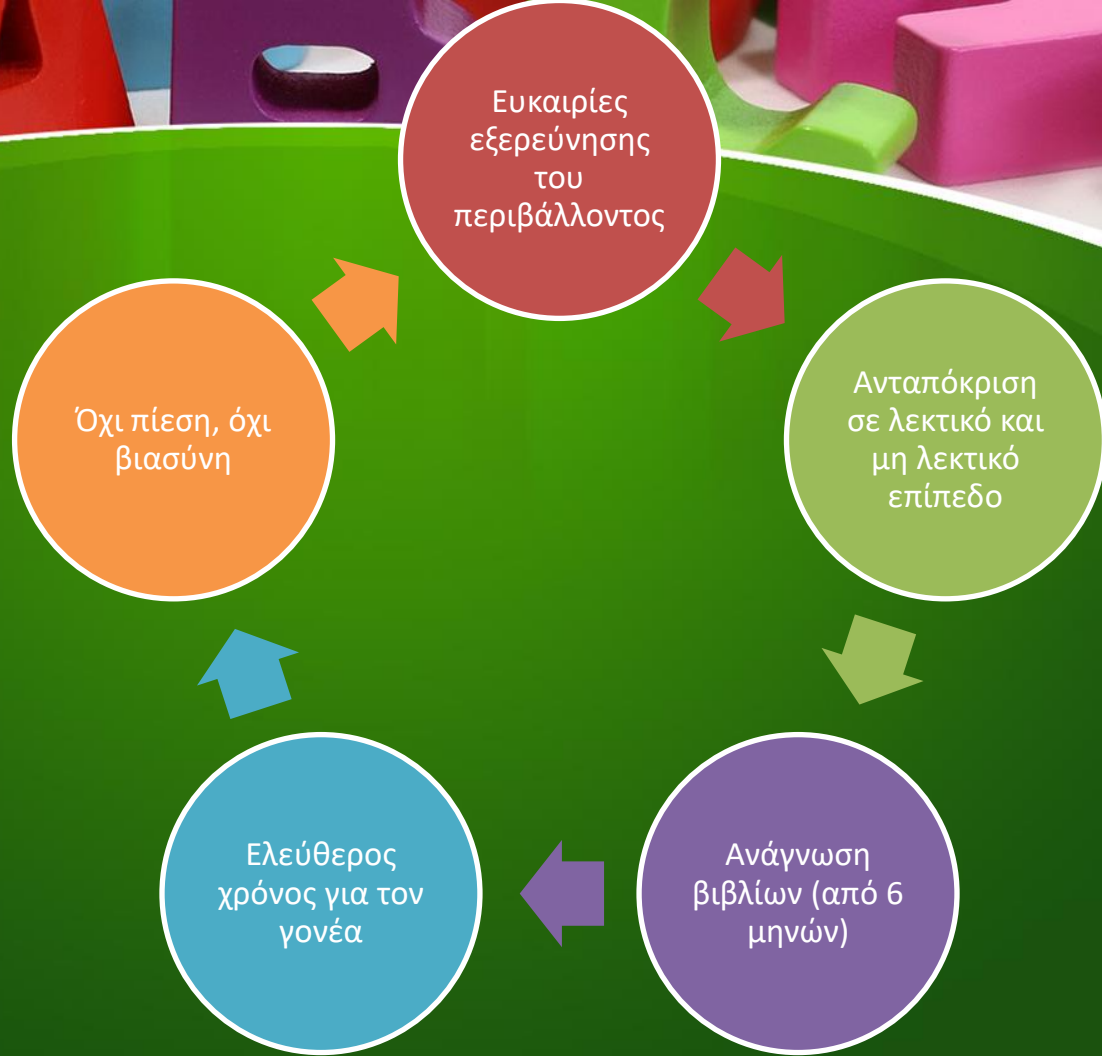 Ευκαιρίες
εξερεύνησης
του
περιβάλλοντος
Ανταπόκριση
σε λεκτικό και
μη λεκτικό
επίπεδο
Ανάγνωση
βιβλίων (από 6
μηνών)
Ελεύθερος
χρόνος για τον
γονέα
Όχι πίεση, όχι
βιασύνη